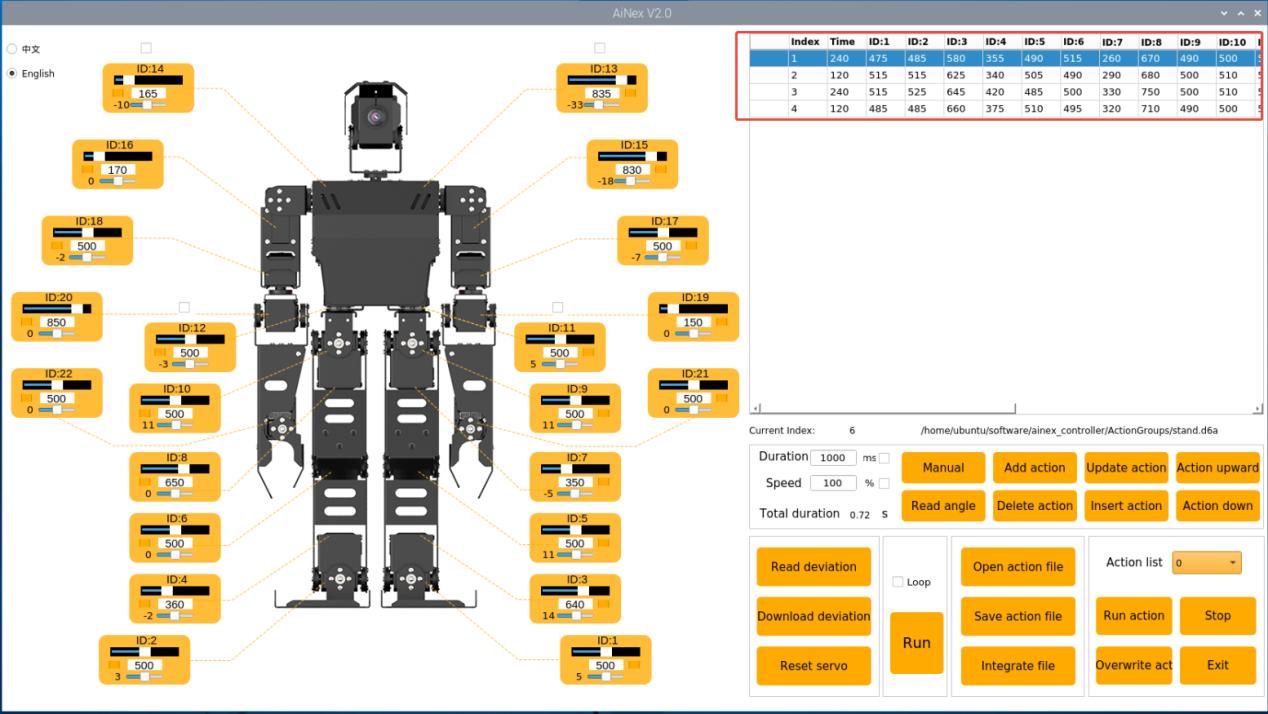 AiNex V2.0
中文
English
ID:14
165
-10
ID:13
835
-33
ID:16
170
0
ID:15
830
-18
ID:18
500
-2
ID:17
500
-7
ID:20
850
0
ID:19
150
0
ID:12
500
-3
ID:11
500
5
ID:22
500
0
ID:21
500
0
ID:10
500
11
ID:9
500
11
ID:8
650
0
ID:7
350
-5
ID:6
500
0
ID:5
500
11
ID:4
360
-2
ID:3
640
14
ID:2
500
3
ID:1
500
5
Index Time ID:1 ID:2 ID:3 ID:4 ID:5 ID:6 ID:7 ID:8 ID:9 ID:10
1 240 475 485 580 355 490 515 260 670 490 500
2 120 515 515 625 340 505 490 290 680 500 510
3 240 515 525 645 420 485 500 330 750 500 510
4 120 485 485 660 375 510 495 320 710 490 500
Current Index: 6 /home/ubuntu/software/ainex_controller/ActionGroups/stand.d6a
Duration 1000 ms
Speed 100 %
Total duration 0.72 S
Manual Add action Update action Action upward
Read angle Delete action Insert action Action down
Read deviation
Download deviation
Reset servo
Loop
Run
Open action file
Save action file
Integrate file
Action list 0
Run action Stop
Overwrite act Exit